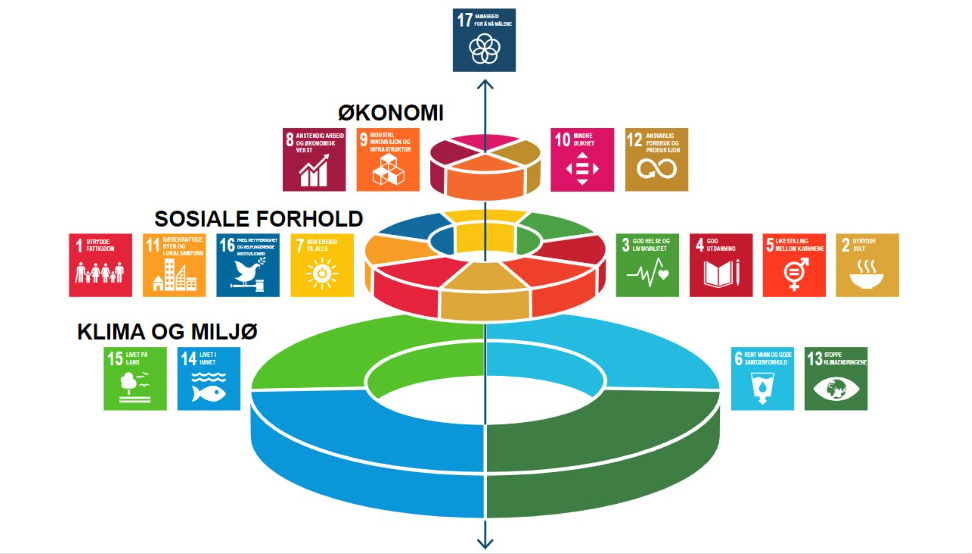 17 SAMARBEID
FOR Å NÅ MÅLENE
ØKONOMI
8 ANSTENDIG ARBEID
OG ØKONOMISK
VEKST
9 INDUSTRI,
INNOVASJON OG
INFRASTRUKTUR
10 MINDRE
ULIKHET
12 ANSVARLIG
FORBRUK OG
PRODUKSJON
SOSIALE FORHOLD
1 UTRYDDE
FATTIGDOM
11 BÆREKRAFTIGE
BYER OG
LOKALSAMFUNN
16 FRED, RETTFERDIGHET
OG VELFUNGERENDE
INSTITUSJONER
7 REN ENERGI
TIL ALLE
3 GOD HELSE OG
LIVSKVALITET
4 GOD
UTDANNING
5 LIKESTILLING
MELLOM KJØNNENE
2 UTRYDDE
SULT
KLIMA OG MILJØ
15 LIVET PÅ
LAND
14 LIVET I
HAVET
6 RENT VANN OG GODE
SANITÆRFORHOLD
13 STOPPE
KLIMAENDRINGENE